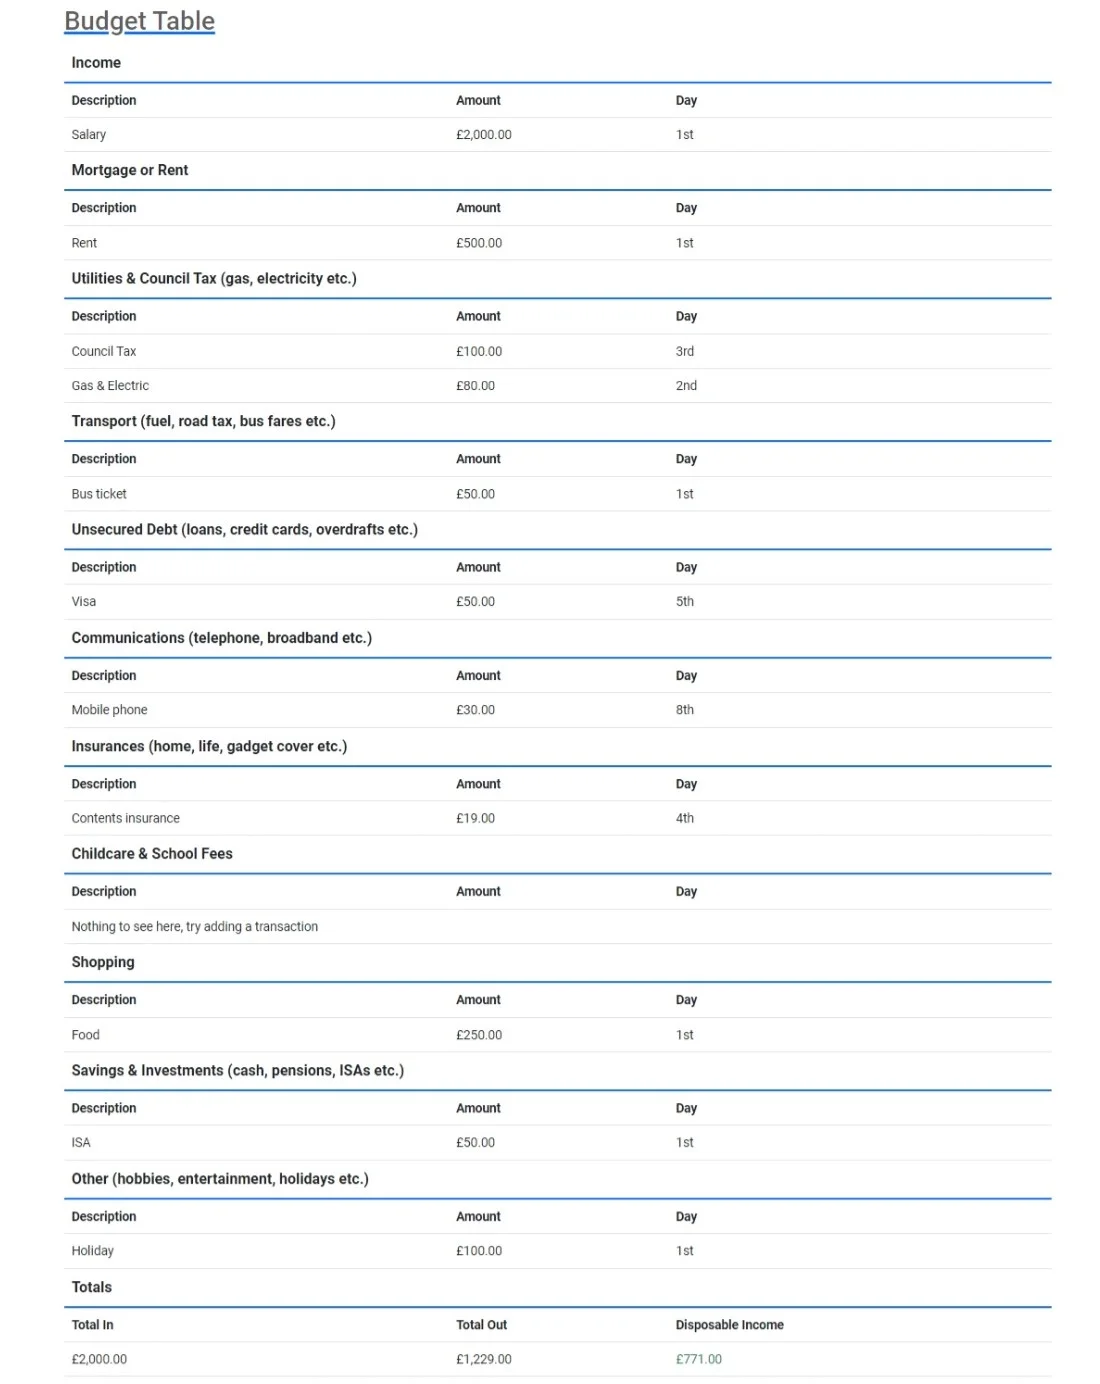 Budget Table
Income
Description Amount Day
Salary £2,000.00 1st
Mortgage or Rent
Description Amount Day
Rent £500.00 1st
Utilities & Council Tax (gas, electricity etc.)
Description Amount Day
Council Tax £100.00 3rd
Gas & Electric £80.00 2nd
Transport (fuel, road tax, bus fares etc.)
Description Amount Day
Bus ticket £50.00 1st
Unsecured Debt (loans, credit cards, overdrafts etc.)
Description Amount Day
Visa £50.00 5th
Communications (telephone, broadband etc.)
Description Amount Day
Mobile phone £30.00 8th
Insurances (home, life, gadget cover etc.)
Description Amount Day
Contents insurance £19.00 4th
Childcare & School Fees
Description Amount Day
Nothing to see here, try adding a transaction
Shopping
Description Amount Day
Food £250.00 1st
Savings & Investments (cash, pensions, ISAs etc.)
Description Amount Day
ISA £50.00 1st
Other (hobbies, entertainment, holidays etc.)
Description Amount Day
Holiday £100.00 1st
Totals
Total In Total Out Disposable Income
£2,000.00 £1,229.00 £771.00